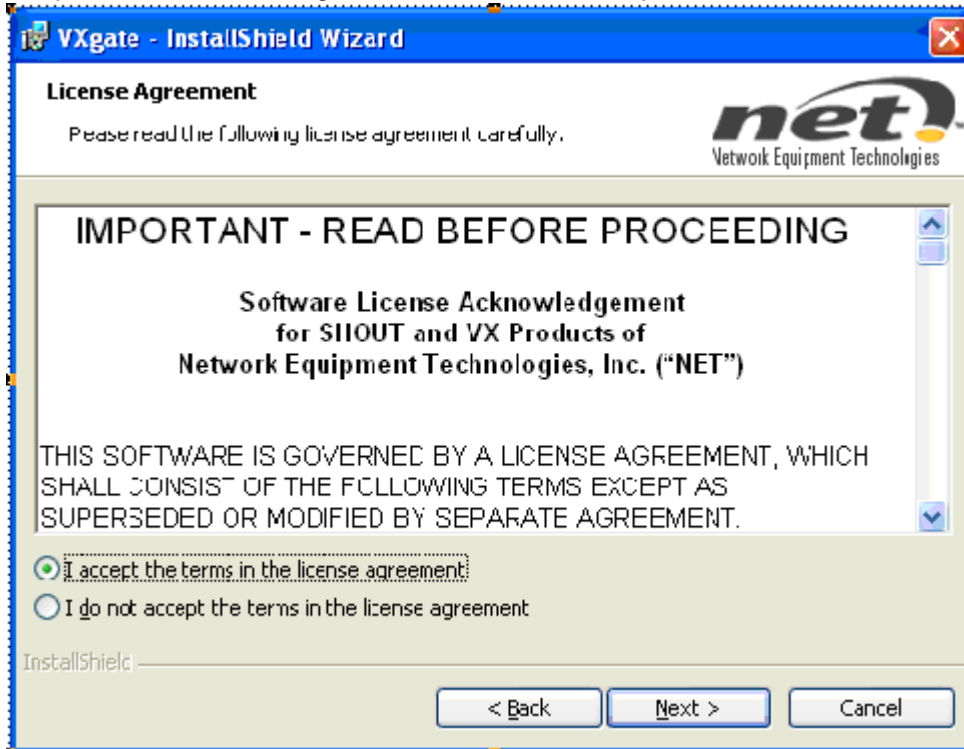 VXgate - InstallShield Wizard
License Agreement
Please read the following license agreement carefully.
net
Network Equipment Technologies
IMPORTANT - READ BEFORE PROCEEDING
Software License Acknowledgement
for SHOUT and VX Products of
Network Equipment Technologies, Inc. (“NET”)
THIS SOFTWARE IS GOVERNED BY A LICENSE AGREEMENT, WHICH
SHALL CONSIST OF THE FOLLOWING TERMS EXCEPT AS
SUPERSEDED OR MODIFIED BY SEPARATE AGREEMENT.
I accept the terms in the license agreement
I do not accept the terms in the license agreement
InstallShield
< Back Next > Cancel